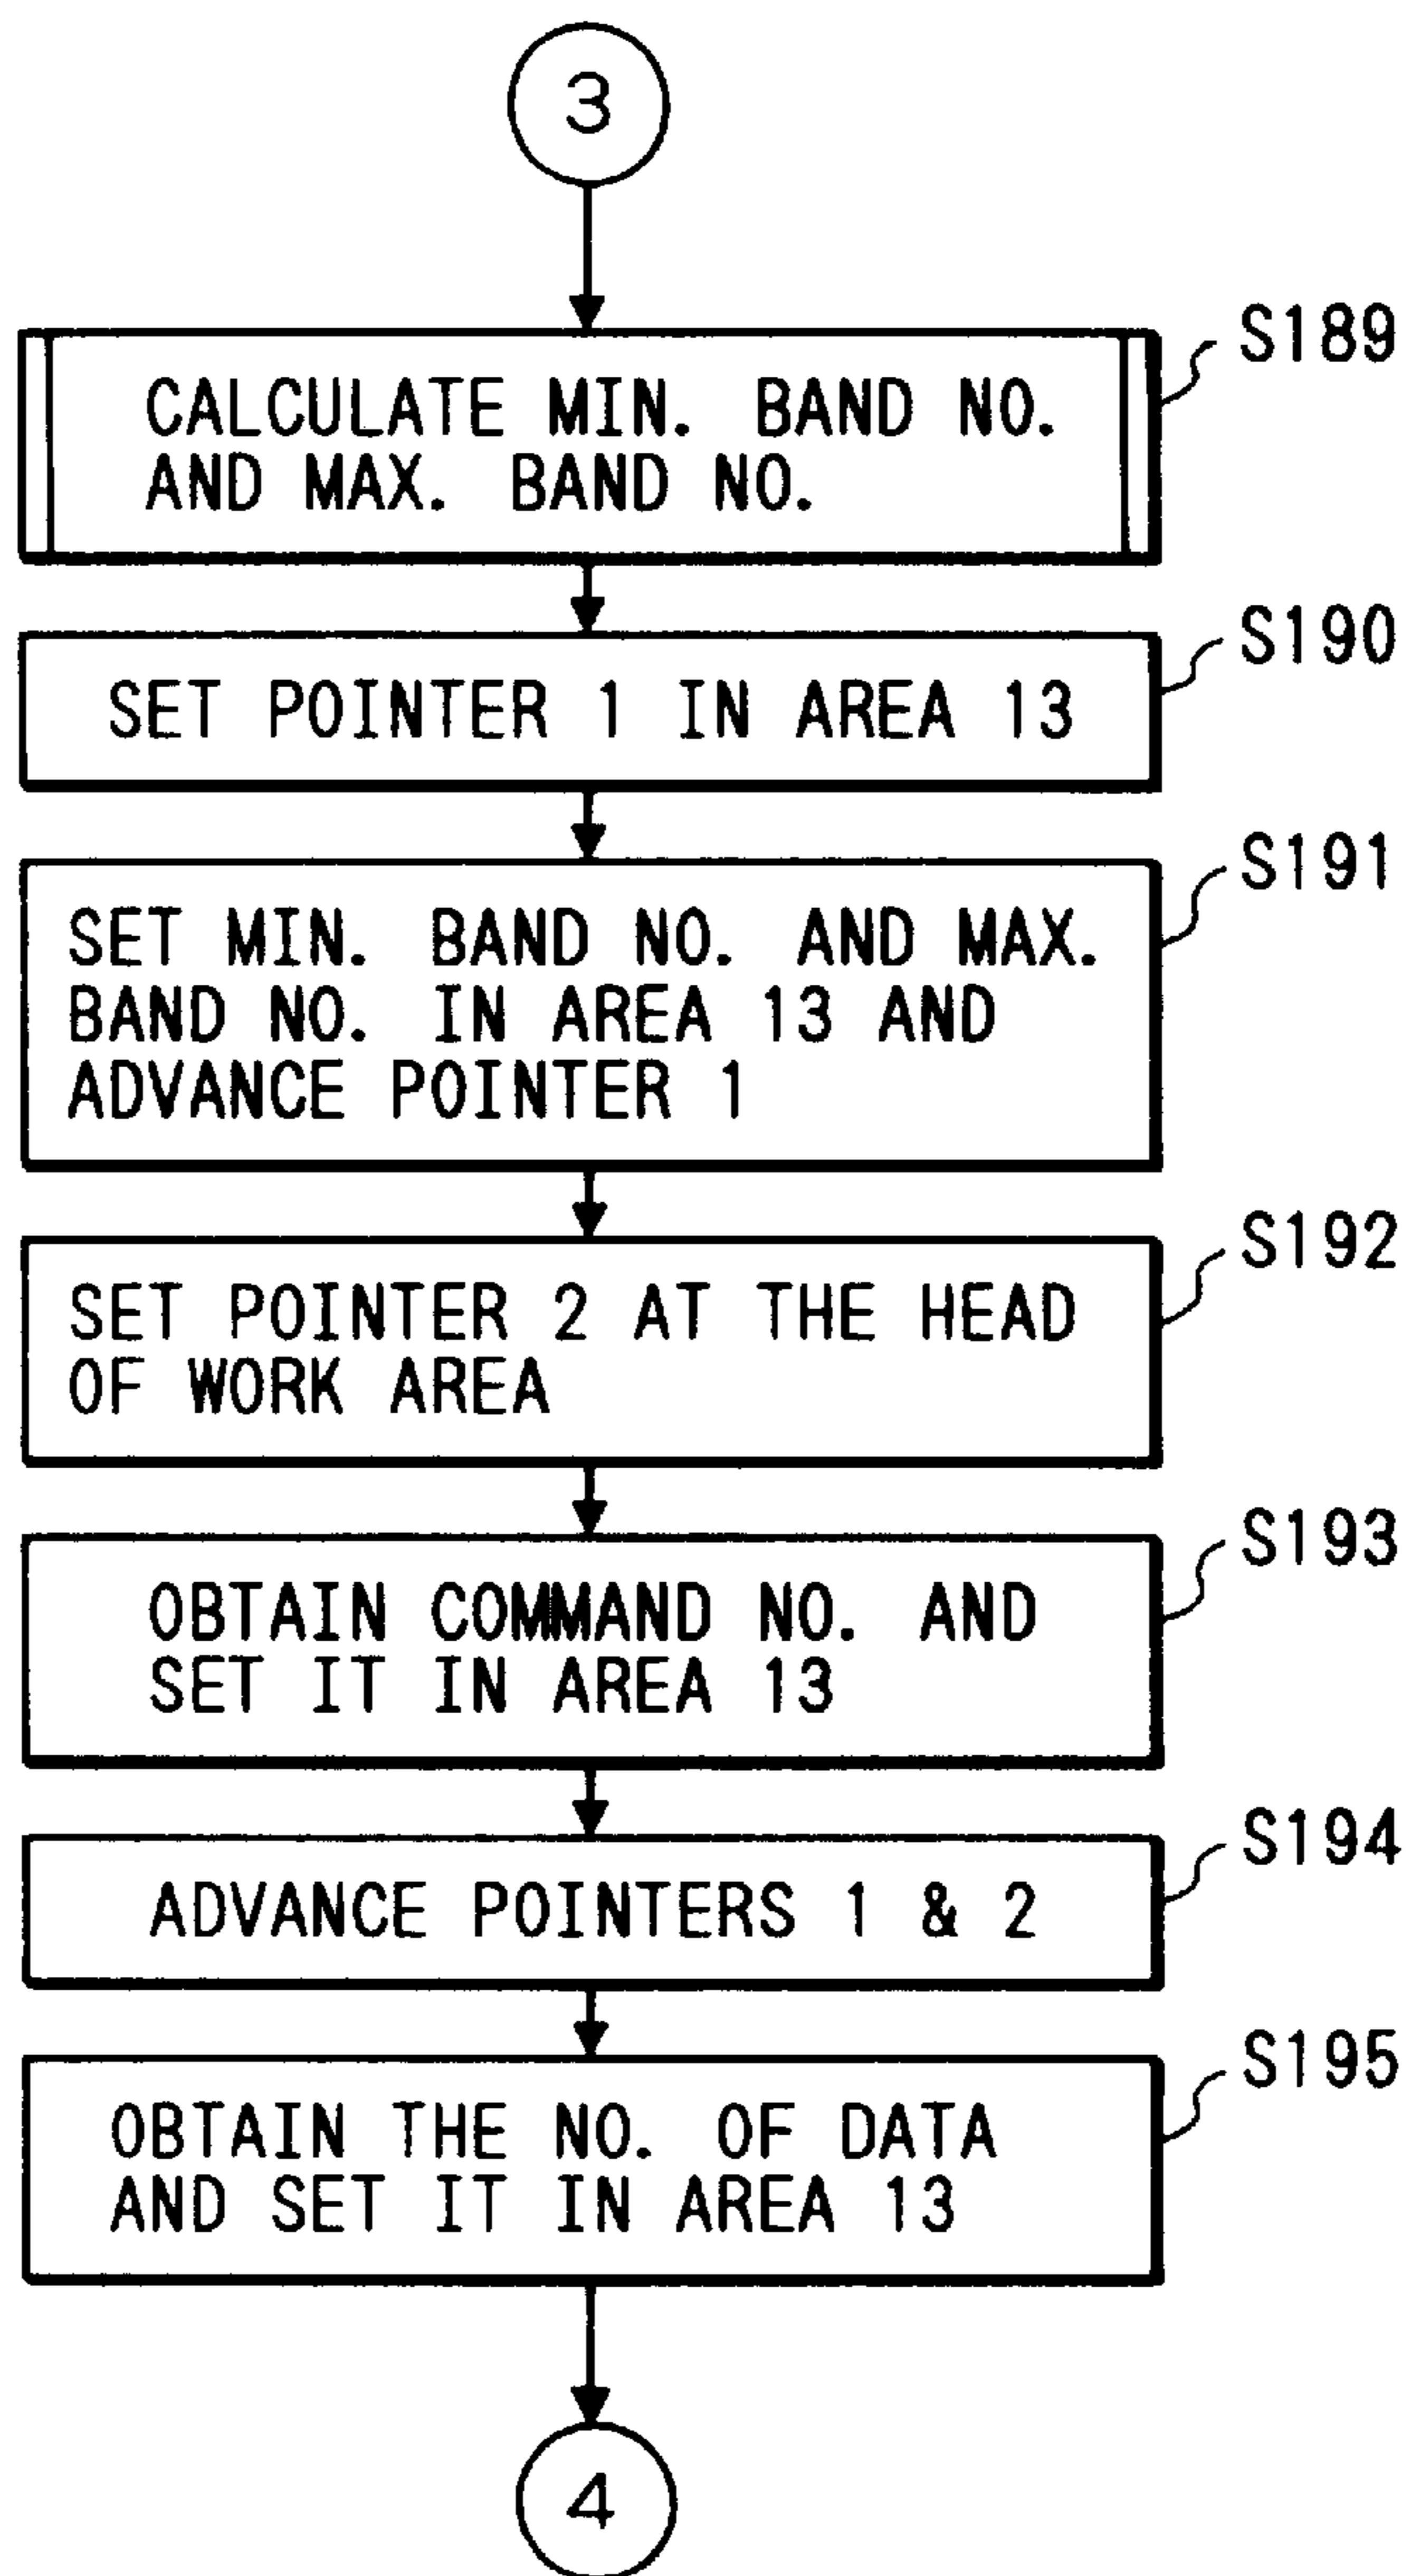 3
S189
CALCULATE MIN. BAND NO.
AND MAX. BAND NO.
S190
SET POINTER 1 IN AREA 13
S191
SET MIN. BAND NO. AND MAX.
BAND NO. IN AREA 13 AND
ADVANCE POINTER 1
S192
SET POINTER 2 AT THE HEAD
OF WORK AREA
S193
OBTAIN COMMAND NO. AND
SET IT IN AREA 13
S194
ADVANCE POINTERS 1 & 2
S195
OBTAIN THE NO. OF DATA
AND SET IT IN AREA 13
4